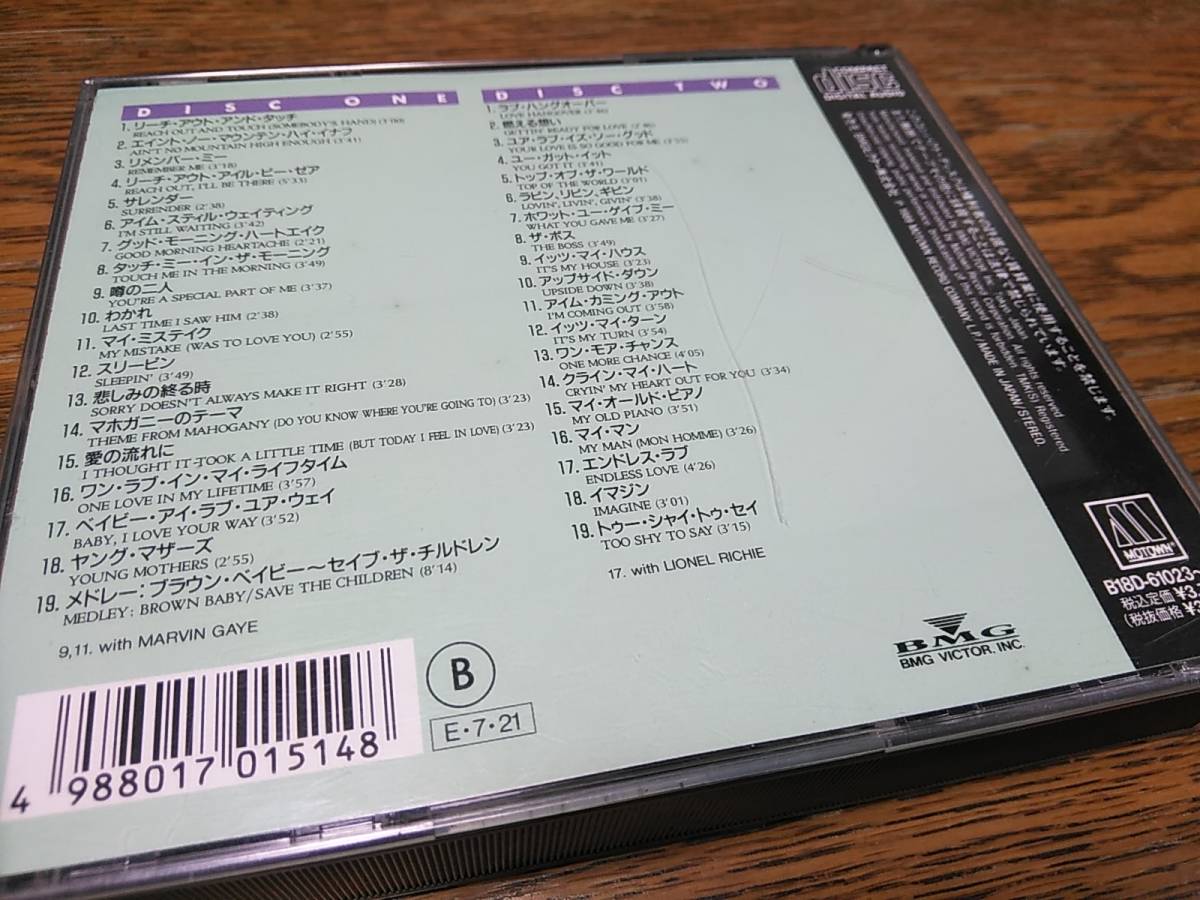 DISC ONE
1. リーチ・アウト・アンド・タッチ
REACH OUT AND TOUCH (SOMEBODY'S HAND) (3'00)
2. エイント・ノー・マウンテン・ハイ・イナフ
AIN'T NO MOUNTAIN HIGH ENOUGH (3'41)
3. リメンバー・ミー
REMEMBER ME (3'18)
4. リーチ・アウト・アイル・ビー・ゼア
REACH OUT, I'LL BE THERE (5'33)
5. サレンダー
SURRENDER (2'38)
6. アイム・スティル・ウェイティング
I'M STILL WAITING (3'42)
7. グッド・モーニング・ハートエイク
GOOD MORNING HEARTACHE (2'21)
8. タッチ・ミー・イン・ザ・モーニング
TOUCH ME IN THE MORNING (3'49)
9. 噂の二人
YOU'RE A SPECIAL PART OF ME (3'37)
10. わかれ
LAST TIME I SAW HIM (2'38)
11. マイ・ミステイク
MY MISTAKE (WAS TO LOVE YOU) (2'55)
12. スリーピン
SLEEPIN' (3'49)
13. 悲しみの終る時
SORRY DOESN'T ALWAYS MAKE IT RIGHT (3'28)
14. マホガニーのテーマ
THEME FROM MAHOGANY (DO YOU KNOW WHERE YOU'RE GOING TO) (3'23)
15. 愛の流れに
I THOUGHT IT TOOK A LITTLE TIME (BUT TODAY I FEEL IN LOVE) (3'23)
16. ワン・ラブ・イン・マイ・ライフタイム
ONE LOVE IN MY LIFETIME (3'57)
17. ベイビー・アイ・ラブ・ユア・ウェイ
BABY, I LOVE YOUR WAY (3'52)
18. ヤング・マザーズ
YOUNG MOTHERS (2'55)
19. メドレー：ブラウン・ベイビー〜セイブ・ザ・チルドレン
MEDLEY: BROWN BABY/SAVE THE CHILDREN (8'14)
9,11. with MARVIN GAYE
DISC TWO
1. ラブ・ハングオーバー
LOVE HANGOVER (3'46)
2. 燃える想い
GETTIN' READY FOR LOVE (2'46)
3. ユア・ラブ・イズ・ソー・グッド
YOUR LOVE IS SO GOOD FOR ME (3'55)
4. ユー・ガット・イット
YOU GOT IT (3'41)
5. トップ・オブ・ザ・ワールド
TOP OF THE WORLD (3'01)
6. ラビン、リビン、ギビン
LOVIN', LIVIN', GIVIN' (3'38)
7. ホワット・ユー・ゲイブ・ミー
WHAT YOU GAVE ME (3'27)
8. ザ・ボス
THE BOSS (3'49)
9. イッツ・マイ・ハウス
IT'S MY HOUSE (3'23)
10. アップサイド・ダウン
UPSIDE DOWN (3'38)
11. アイム・カミング・アウト
I'M COMING OUT (3'58)
12. イッツ・マイ・ターン
IT'S MY TURN (3'54)
13. ワン・モア・チャンス
ONE MORE CHANCE (4'05)
14. クライン・マイ・ハート
CRYIN' MY HEART OUT FOR YOU (3'34)
15. マイ・オールド・ピアノ
MY OLD PIANO (3'51)
16. マイ・マン
MY MAN (MON HOMME) (3'26)
17. エンドレス・ラブ
ENDLESS LOVE (4'26)
18. イマジン
IMAGINE (3'01)
19. トゥー・シャイ・トゥ・セイ
TOO SHY TO SAY (3'15)
17. with LIONEL RICHIE
BMG
BMG VICTOR, INC.
4 988017 015148
B
E・7・21
COMPACT
disc
DIGITAL AUDIO
MOTOWN RECORD COMPANY L.P./MADE IN JAPAN/STEREO.
M
MOTOWN
B18D-61023~
税込定価 ¥3,
(税抜価格 ¥